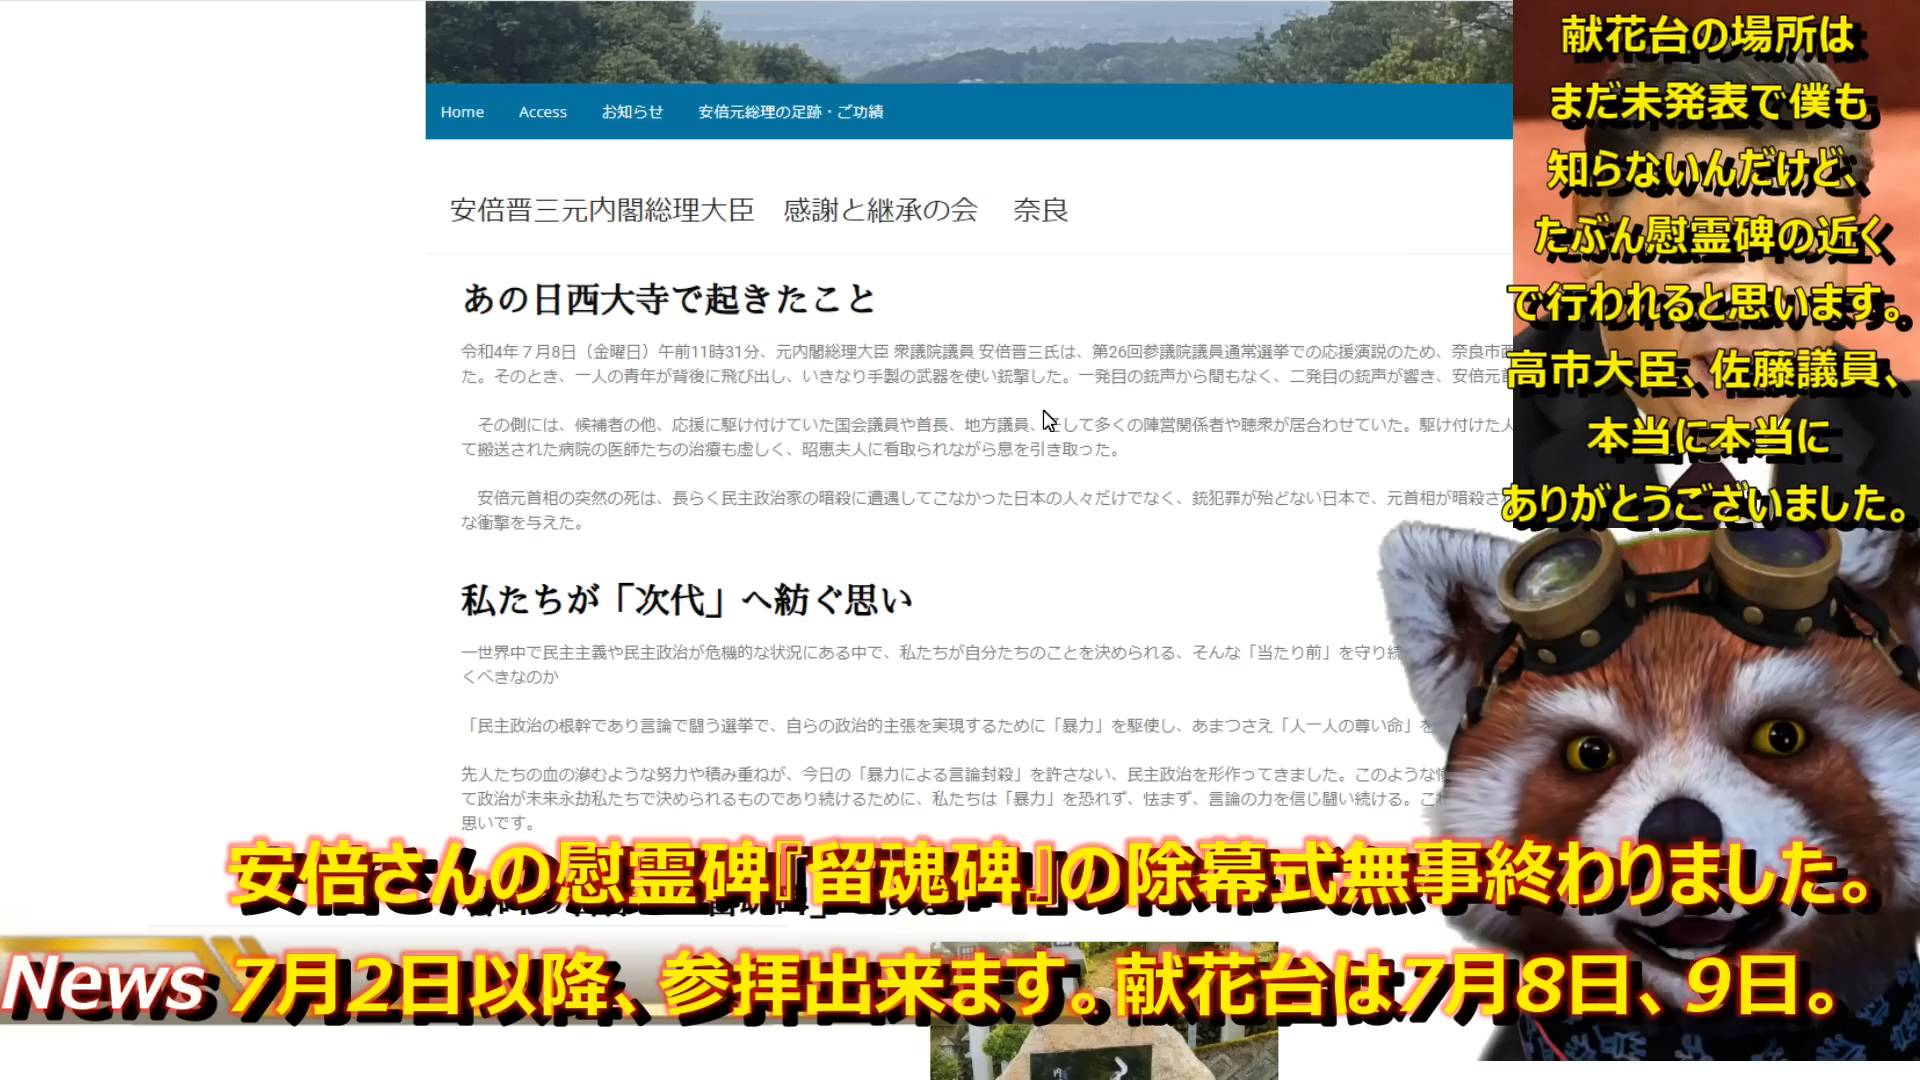 Home Access お知らせ 安倍元総理の足跡・ご功績
安倍晋三元内閣総理大臣 感謝と継承の会 奈良
あの日西大寺で起きたこと
令和4年７月8日（金曜日）午前11時31分、元内閣総理大臣 衆議院議員 安倍晋三氏は、第26回参議院議員通常選挙での応援演説のため、奈良市
た。そのとき、一人の青年が背後に飛び出し、いきなり手製の武器を使い銃撃した。一発目の銃声から間もなく、二発目の銃声が響き、安倍元
その側には、候補者の他、応援に駆け付けていた国会議員や首長、地方議員、そして多くの陣営関係者や聴衆が居合わせていた。駆け付けた人
て搬送された病院の医師たちの治療も虚しく、昭恵夫人に看取られながら息を引き取った。
安倍元首相の突然の死は、長らく民主政治家の暗殺に遭遇してこなかった日本の人々だけでなく、銃犯罪が殆どない日本で、元首相が暗殺さ
な衝撃を与えた。
私たちが「次代」へ紡ぐ思い
―世界中で民主主義や民主政治が危機的な状況にある中で、私たちが自分たちのことを決められる、そんな「当たり前」を守り続
くべきなのか
「民主政治の根幹であり言論で闘う選挙で、自らの政治的主張を実現するために「暴力」を駆使し、あまつさえ「人一人の尊い命」を
先人たちの血の滲むような努力や積み重ねが、今日の「暴力による言論封殺」を許さない、民主政治を形作ってきました。このような
て政治が未来永劫私たちで決められるものであり続けるために、私たちは「暴力」を恐れず、怯まず、言論の力を信じ闘い続ける。これ
思いです。
献花台の場所は
まだ未発表で僕も
知らないんだけど、
たぶん慰霊碑の近く
で行われると思います。
高市大臣、佐藤議員、
本当に本当に
ありがとうございました。
安倍さんの慰霊碑『留魂碑』の除幕式無事終わりました。
News 7月2日以降、参拝出来ます。献花台は7月8日、9日。